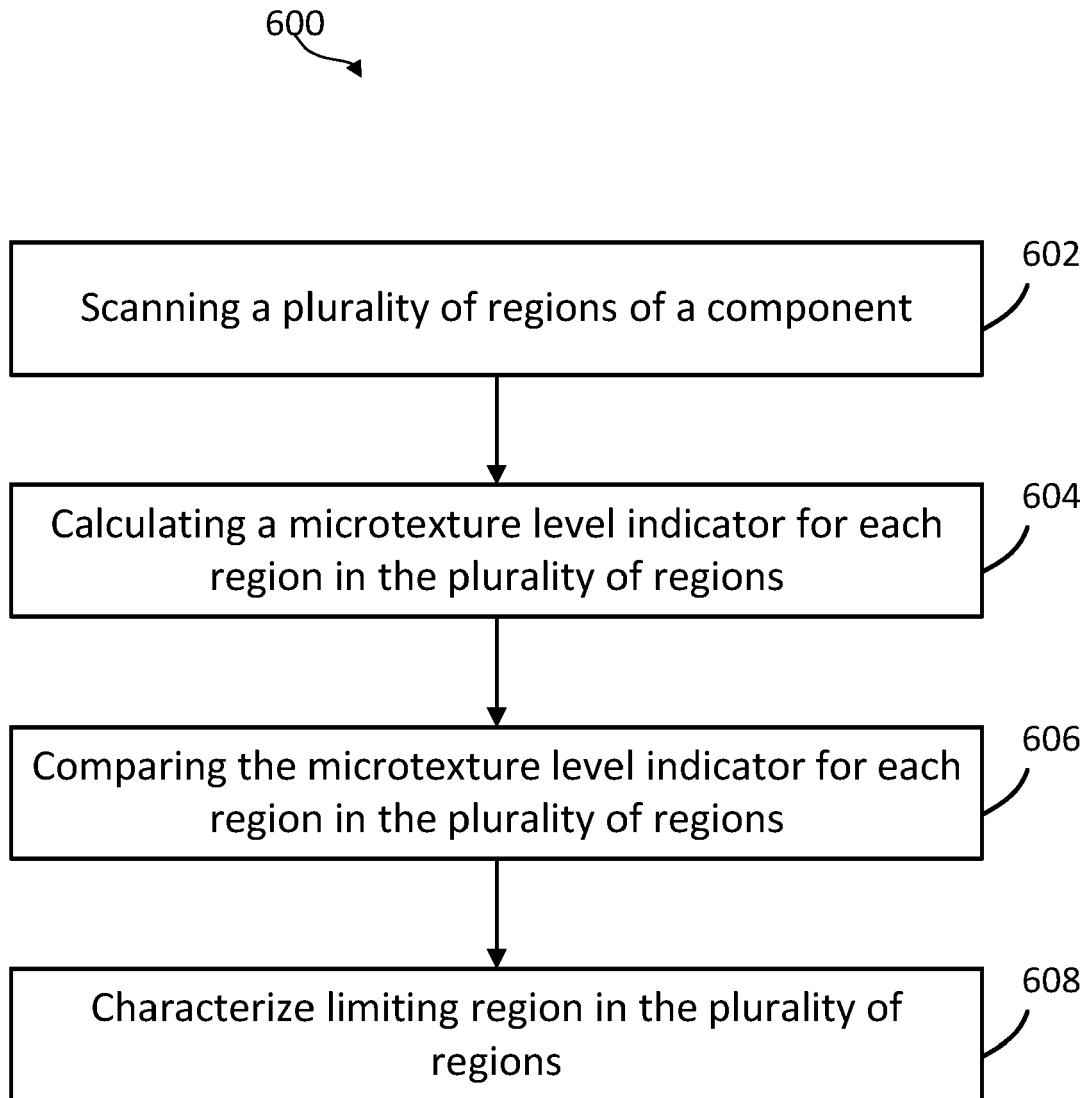 600
602
Scanning a plurality of regions of a component
604
Calculating a microtexture level indicator for each
region in the plurality of regions
606
Comparing the microtexture level indicator for each
region in the plurality of regions
608
Characterize limiting region in the plurality of
regions